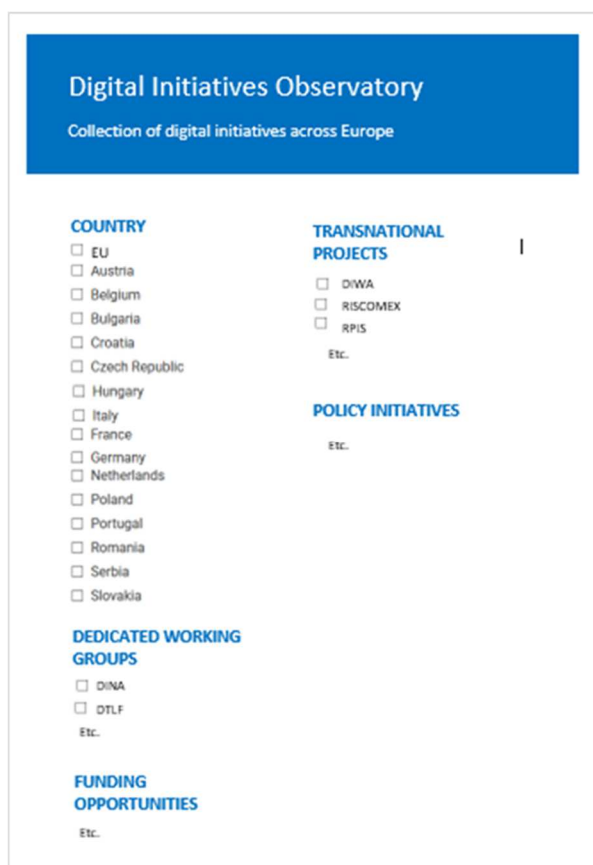 Digital Initiatives Observatory
Collection of digital initiatives across Europe
COUNTRY
EU
Austria
Belgium
Bulgaria
Croatia
Czech Republic
Hungary
Italy
France
Germany
Netherlands
Poland
Portugal
Romania
Serbia
Slovakia
DEDICATED WORKING
GROUPS
DINA
DTLF
Etc.
FUNDING
OPPORTUNITIES
Etc.
TRANSNATIONAL
PROJECTS
DIWA
RISCOMEX
RPIS
Etc.
POLICY INITIATIVES
Etc.